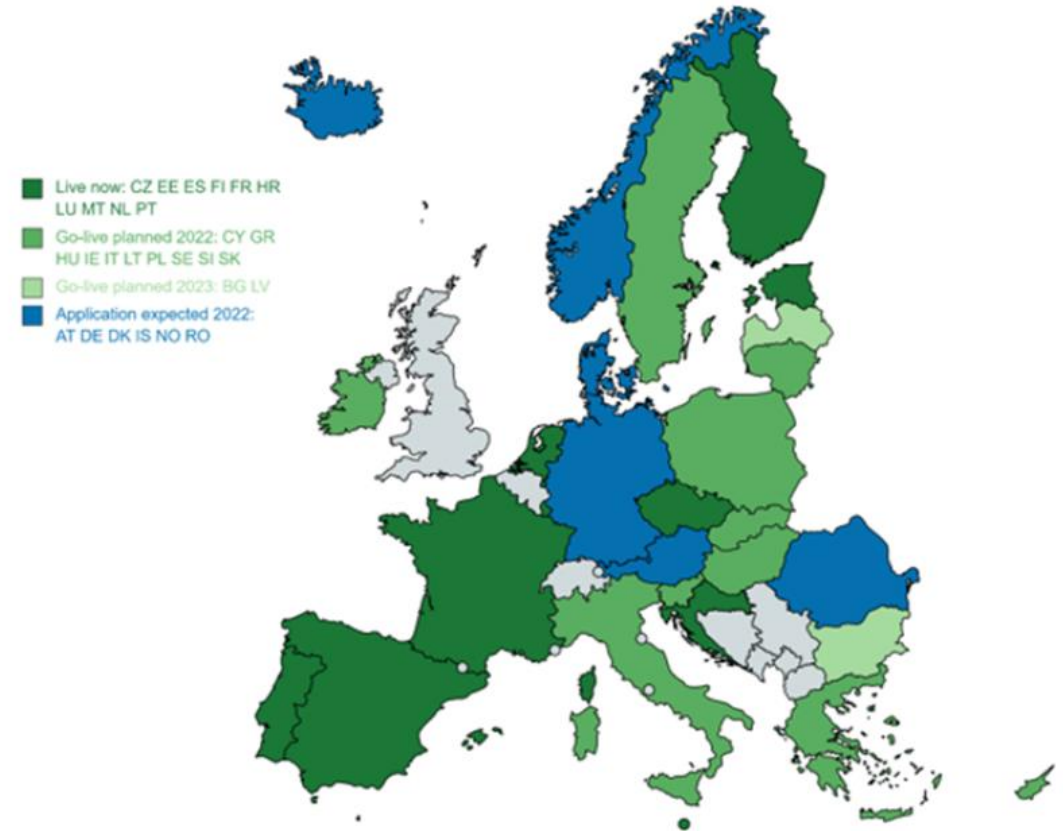 Live now: CZ EE ES FI FR HR
LU MT NL PT
Go-live planned 2022: CY GR
HU IE IT LT PL SE SI SK
Go-live planned 2023: BG LV
Application expected 2022:
AT DE DK IS NO RO